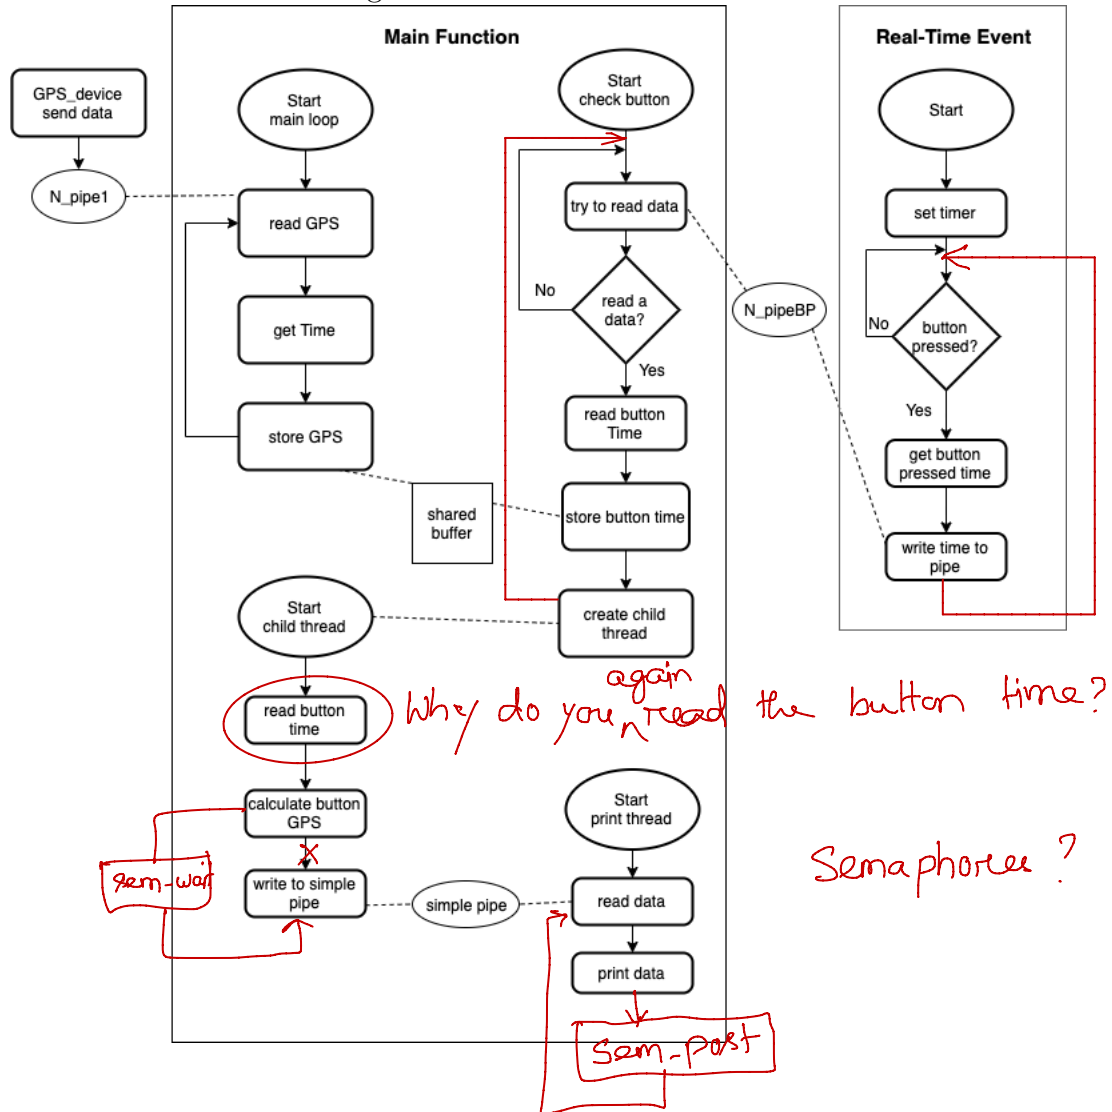 Main Function
Real-Time Event
GPS_device
send data
N_pipe1
Start
main loop
read GPS
get Time
store GPS
Start
check button
try to read data
No
read a
data?
Yes
read button
Time
store button time
create child
thread
shared
buffer
N_pipeBP
Start
set timer
No
button
pressed?
Yes
get button
pressed time
write time to
pipe
Start
child thread
read button
time
again
Why do you read the button time?
calculate button
GPS
sem-wait
write to simple
pipe
simple pipe
Start
print thread
read data
print data
Sem-post
Semaphores ?